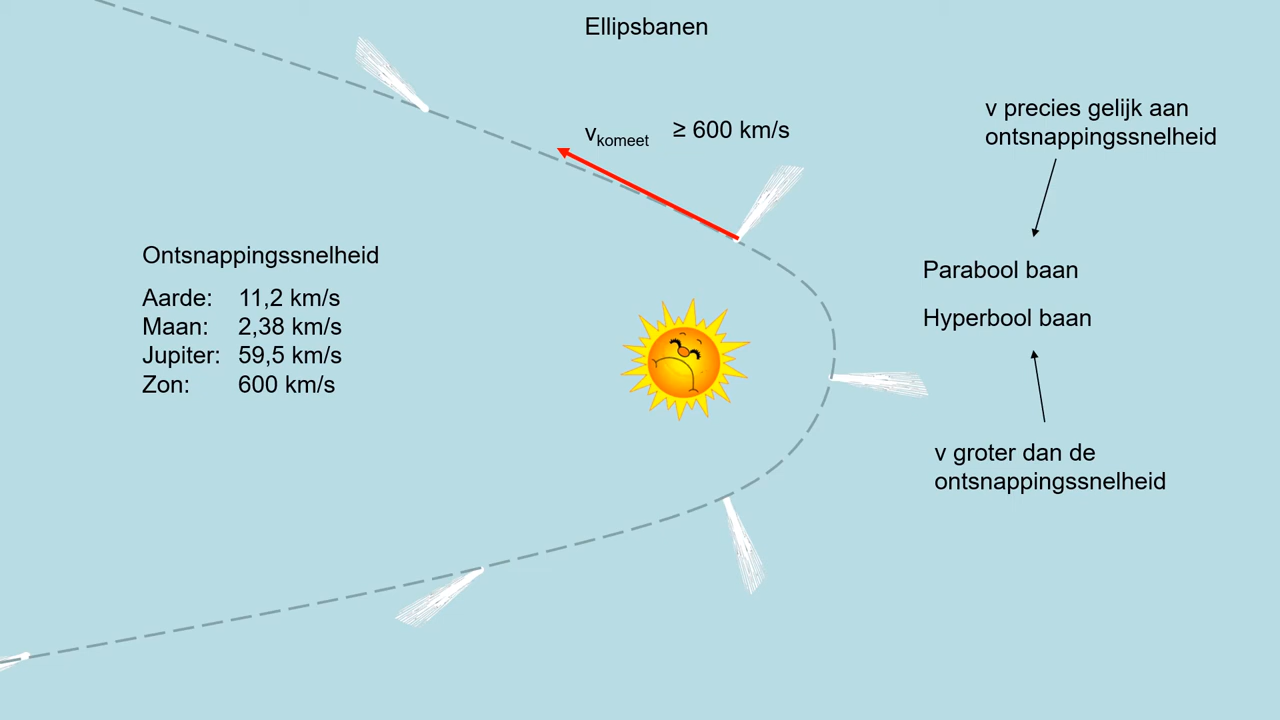 Ellipsbanen
v precies gelijk aan
ontsnappingssnelheid
vkomeet ≥ 600 km/s
Ontsnappingssnelheid
Aarde: 11,2 km/s
Maan: 2,38 km/s
Jupiter: 59,5 km/s
Zon: 600 km/s
Parabool baan
Hyperbool baan
v groter dan de
ontsnappingssnelheid